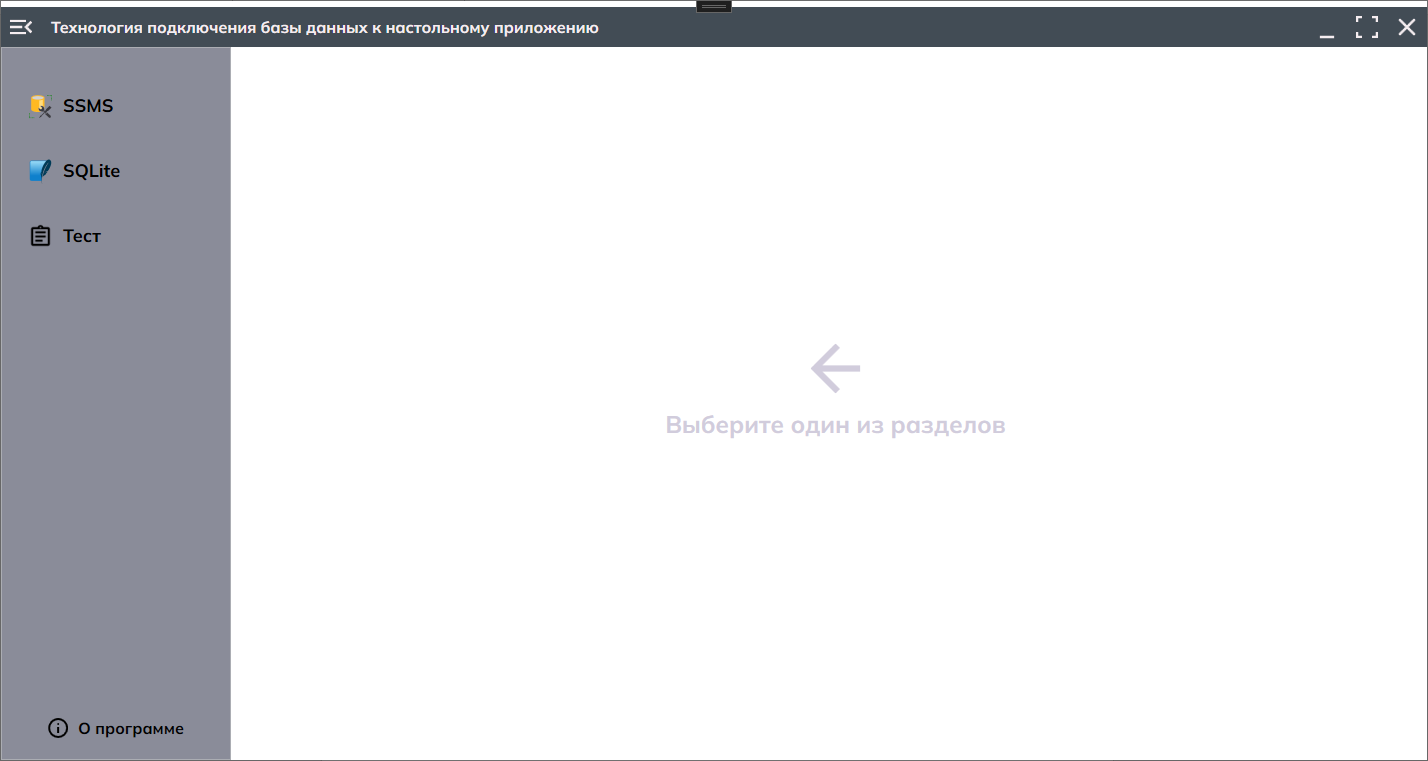 Технология подключения базы данных к настольному приложению
SSMS
SQLite
Тест
Выберите один из разделов
О программе